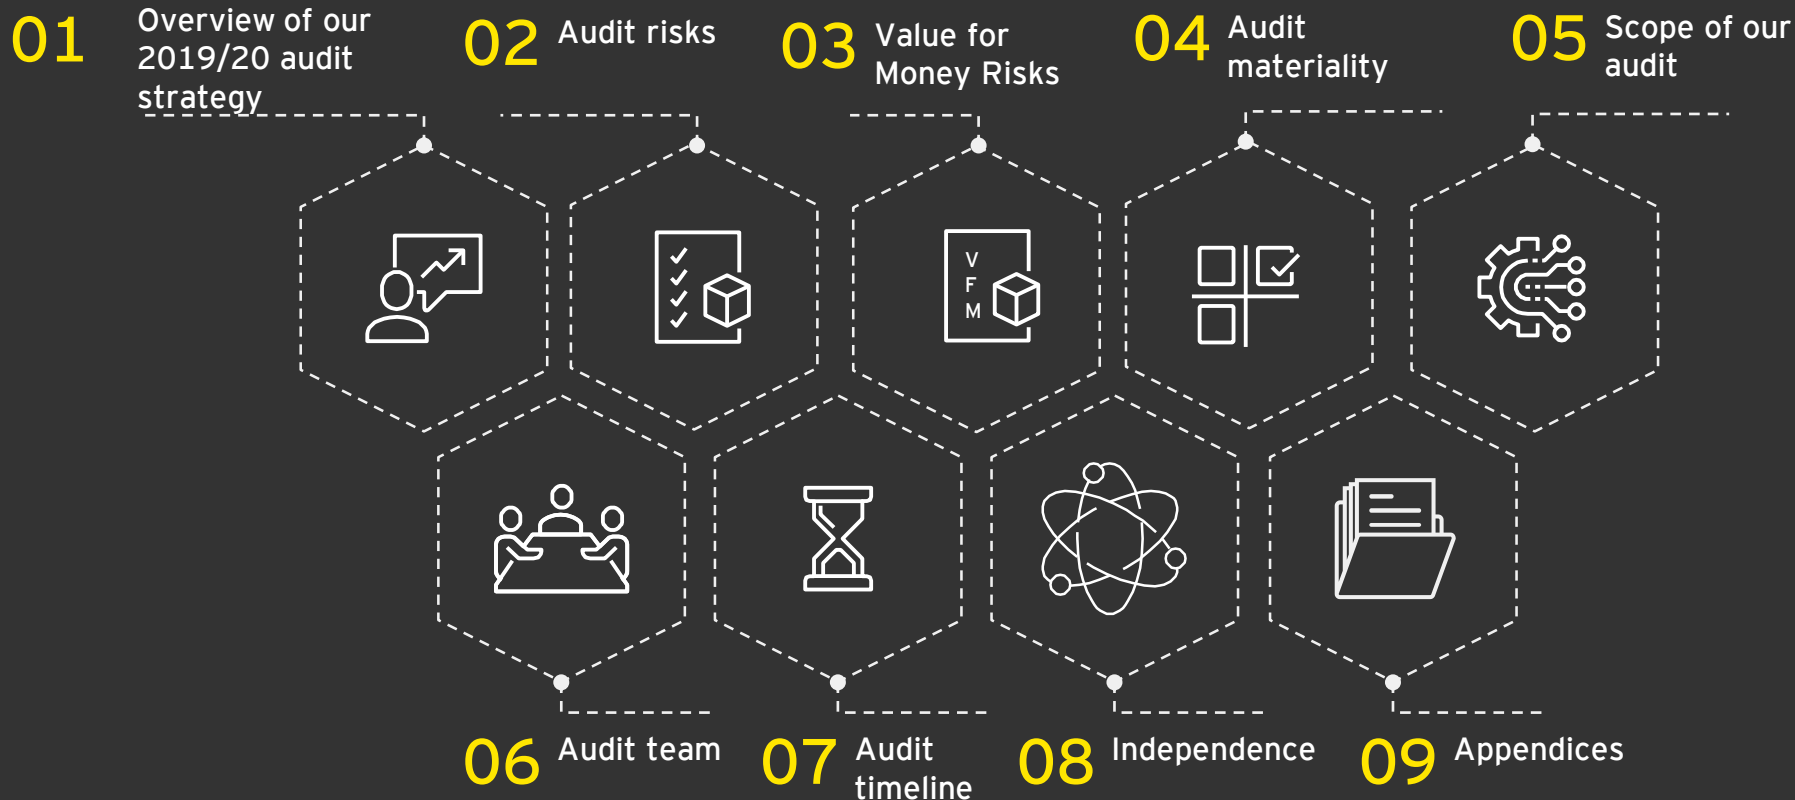 01 Overview of our
2019/20 audit
strategy
02 Audit risks
03 Value for
Money Risks
04 Audit
materiality
05 Scope of our
audit
V
F
M
06 Audit team
07 Audit
timeline
08 Independence
09 Appendices